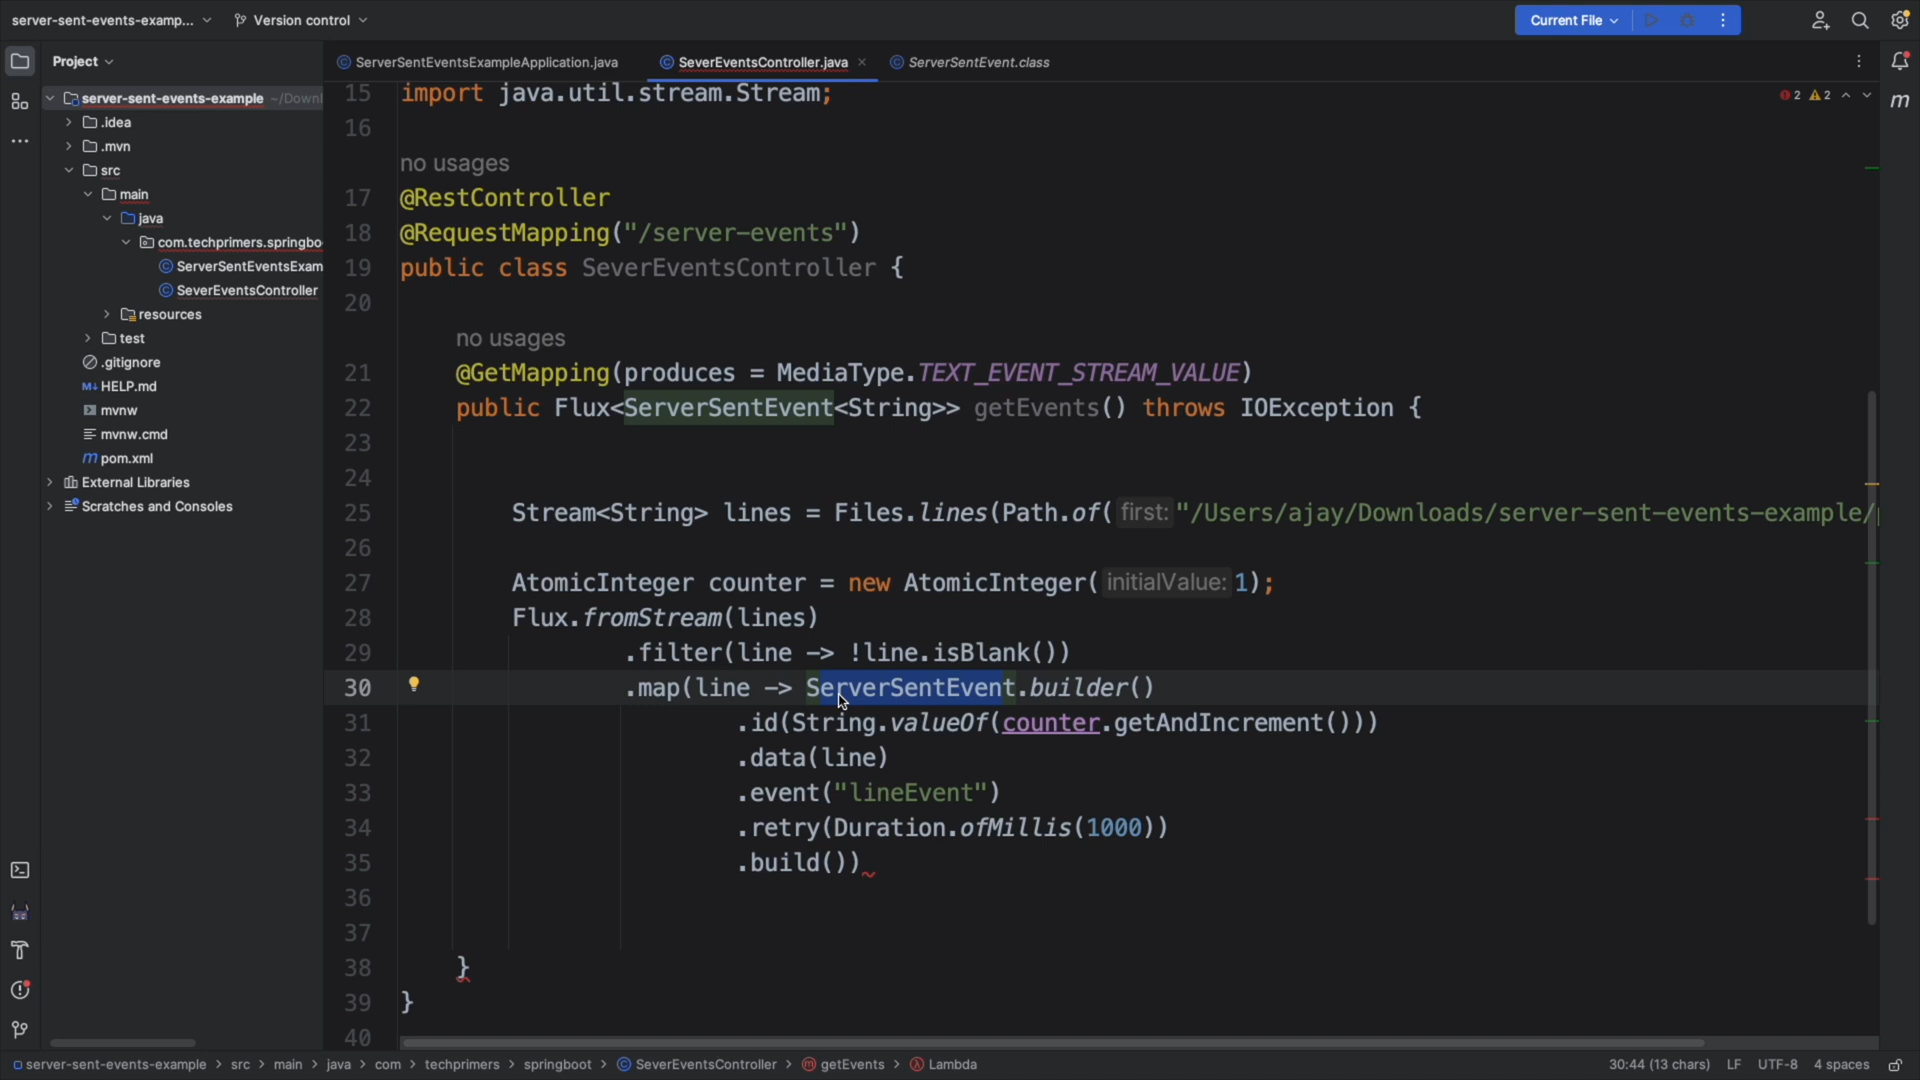 server-sent-events-examp...
Version control
Current File
Project
ServerSentEventsExampleApplication.java
SeverEventsController.java
ServerSentEvent.class
server-sent-events-example ~/Downl
.idea
.mvn
src
main
java
com.techprimers.springboo
ServerSentEventsExam
SeverEventsController
resources
test
.gitignore
M↓ HELP.md
mvnw
mvnw.cmd
m pom.xml
External Libraries
Scratches and Consoles
2 2
m
15 import java.util.stream.Stream;
16
no usages
17 @RestController
18 @RequestMapping("/server-events")
19 public class SeverEventsController {
20
no usages
21 @GetMapping(produces = MediaType.TEXT_EVENT_STREAM_VALUE)
22 public Flux<ServerSentEvent<String>> getEvents() throws IOException {
23
24
25 Stream<String> lines = Files.lines(Path.of( first: "/Users/ajay/Downloads/server-sent-events-example/
26
27 AtomicInteger counter = new AtomicInteger( initialValue: 1);
28 Flux.fromStream(lines)
29 .filter(line -> !line.isBlank())
30 .map(line -> ServerSentEvent.builder()
31 .id(String.valueOf(counter.getAndIncrement()))
32 .data(line)
33 .event("lineEvent")
34 .retry(Duration.ofMillis(1000))
35 .build())
36
37
38 }
39 }
40
server-sent-events-example > src > main > java > com > techprimers > springboot > SeverEventsController > getEvents > Lambda
30:44 (13 chars) LF UTF-8 4 spaces